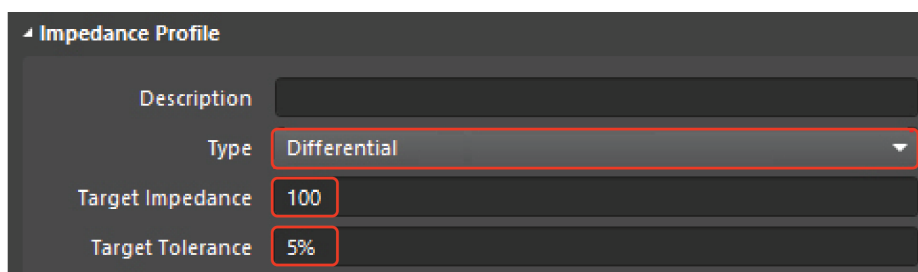 Impedance Profile
Description
Type Differential
Target Impedance 100
Target Tolerance 5%